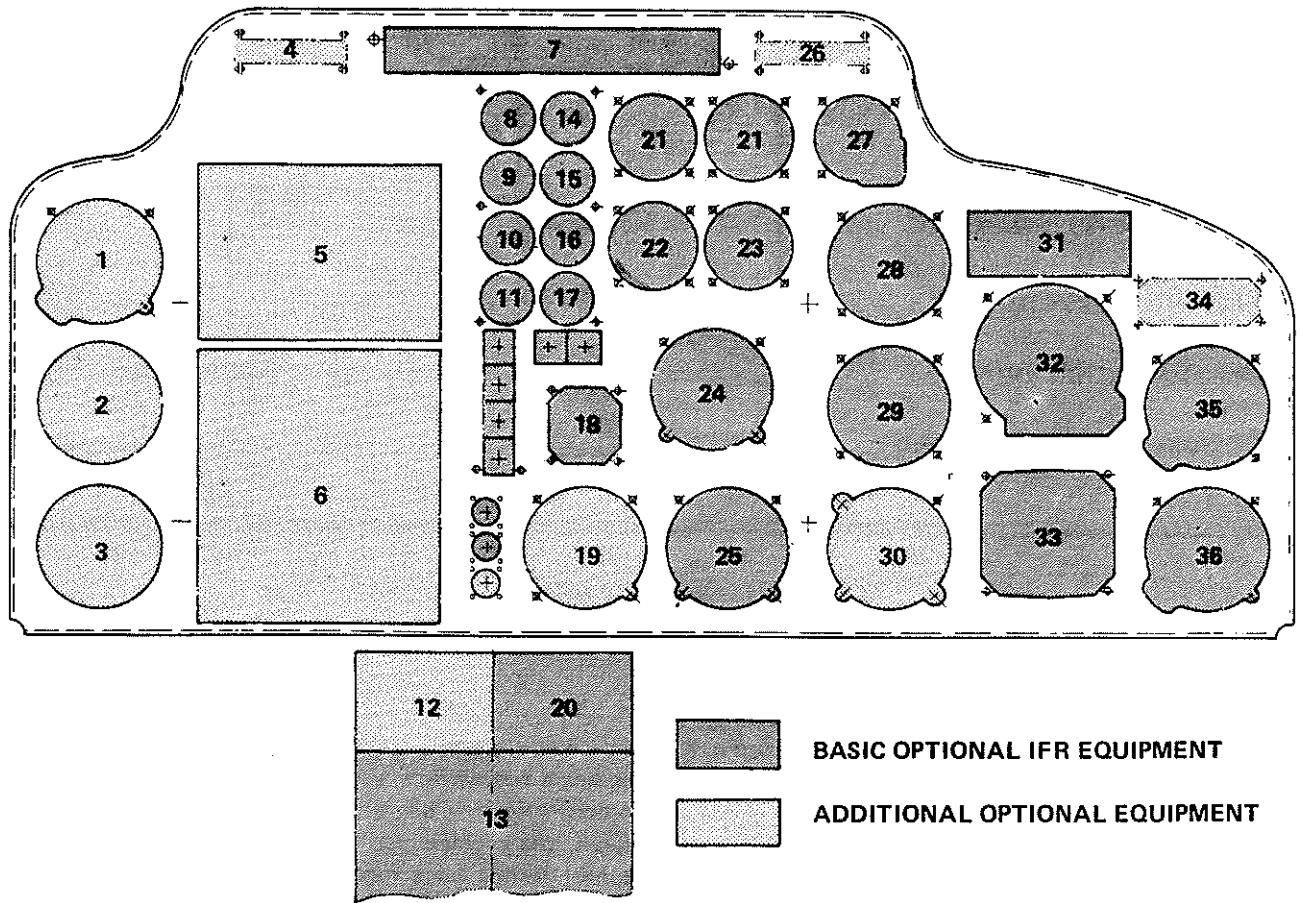 4 7 26
8 14 21 21 27
9 15
1 5 10 16 22 23 28 31
11 17 34
2 18 24 29 32 35
3 6 19 25 30 33 36
12 20
BASIC OPTIONAL IFR EQUIPMENT
ADDITIONAL OPTIONAL EQUIPMENT
13